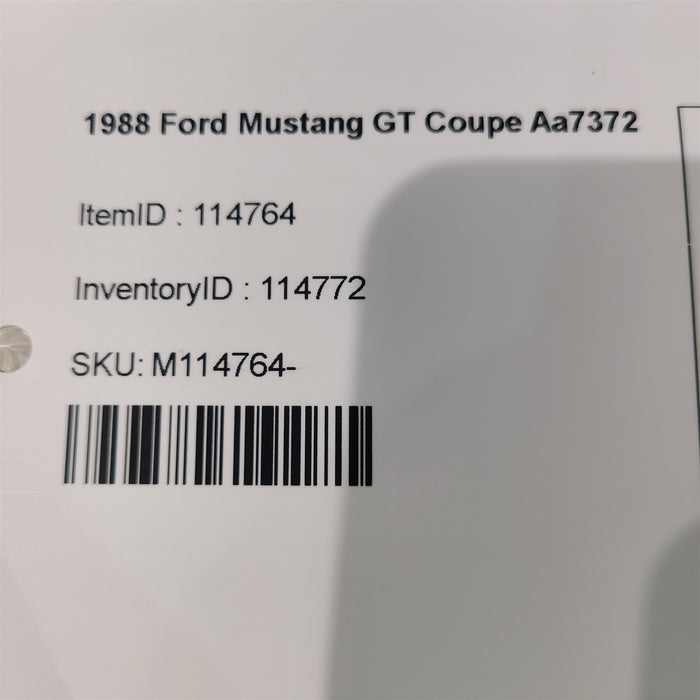 1988 Ford Mustang GT Coupe Aa7372
ItemID : 114764
InventoryID : 114772
SKU: M114764-